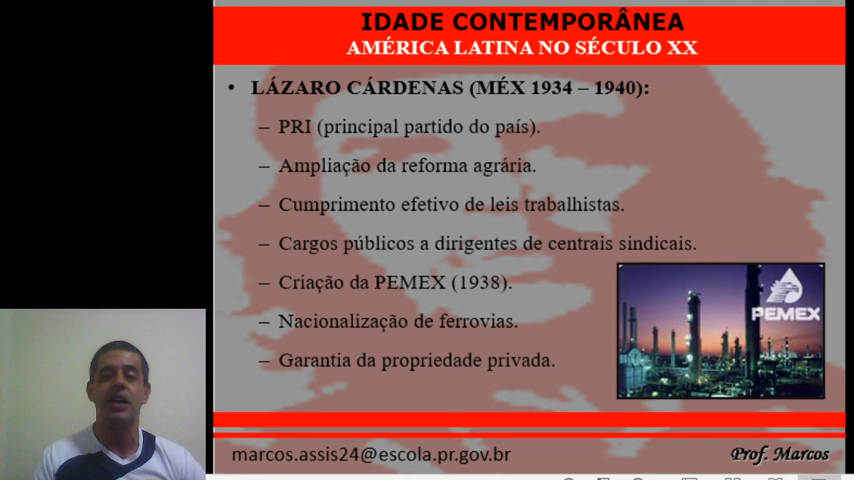 IDADE CONTEMPORÂNEA
AMÉRICA LATINA NO SÉCULO XX
• LÁZARO CÁRDENAS (MÉX 1934 – 1940):
– PRI (principal partido do país).
– Ampliação da reforma agrária.
– Cumprimento efetivo de leis trabalhistas.
– Cargos públicos a dirigentes de centrais sindicais.
– Criação da PEMEX (1938).
– Nacionalização de ferrovias.
– Garantia da propriedade privada.
PEMEX
marcos.assis24@escola.pr.gov.br
Prof. Marcos